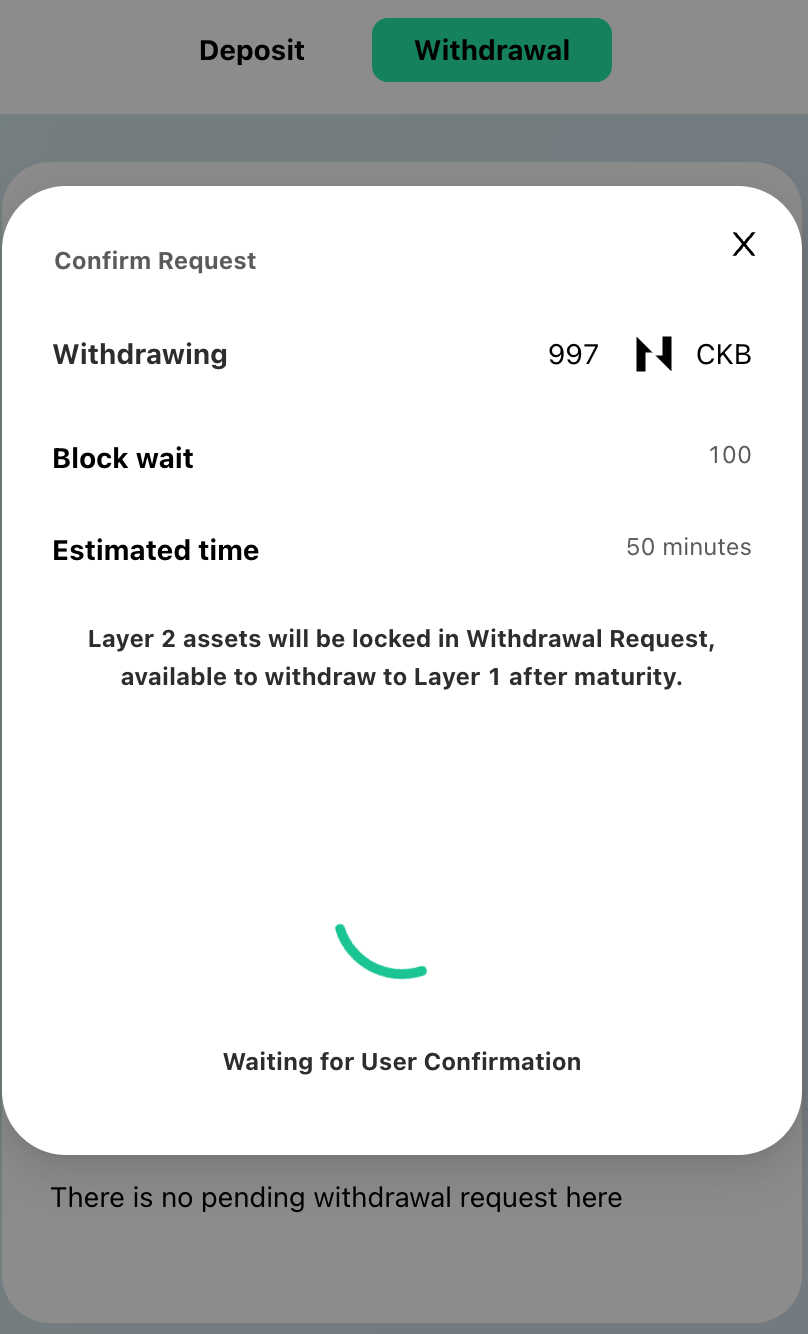 Deposit Withdrawal
Confirm Request X
Withdrawing 997 CKB
Block wait 100
Estimated time 50 minutes
Layer 2 assets will be locked in Withdrawal Request,
available to withdraw to Layer 1 after maturity.
Waiting for User Confirmation
There is no pending withdrawal request here